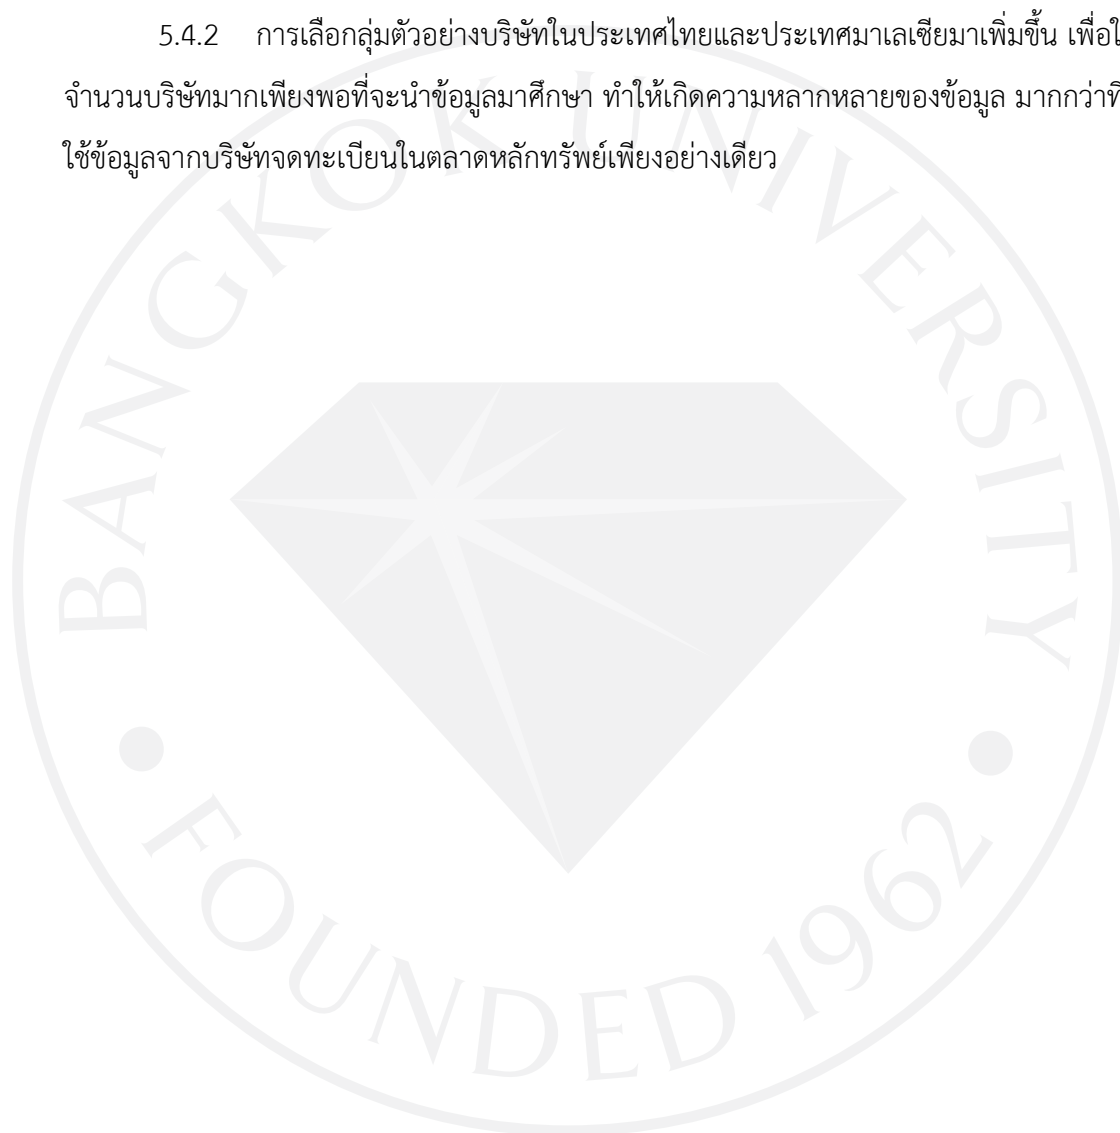 5.4.2 การเลือกลุ่มตัวอย่างบริษัทในประเทศไทยและประเทศมาเลเซียมาเพิ่มขึ้น
จำนวนบริษัทมากเพียงพอที่จะนำข้อมูลมาศึกษา ทำให้เกิดความหลากหลายของข้อมูล
ใช้ข้อมูลจากบริษัทจดทะเบียนในตลาดหลักทรัพย์เพียงอย่างเดียว
BANGKOK UNIVERSITY
FOUNDED 1962